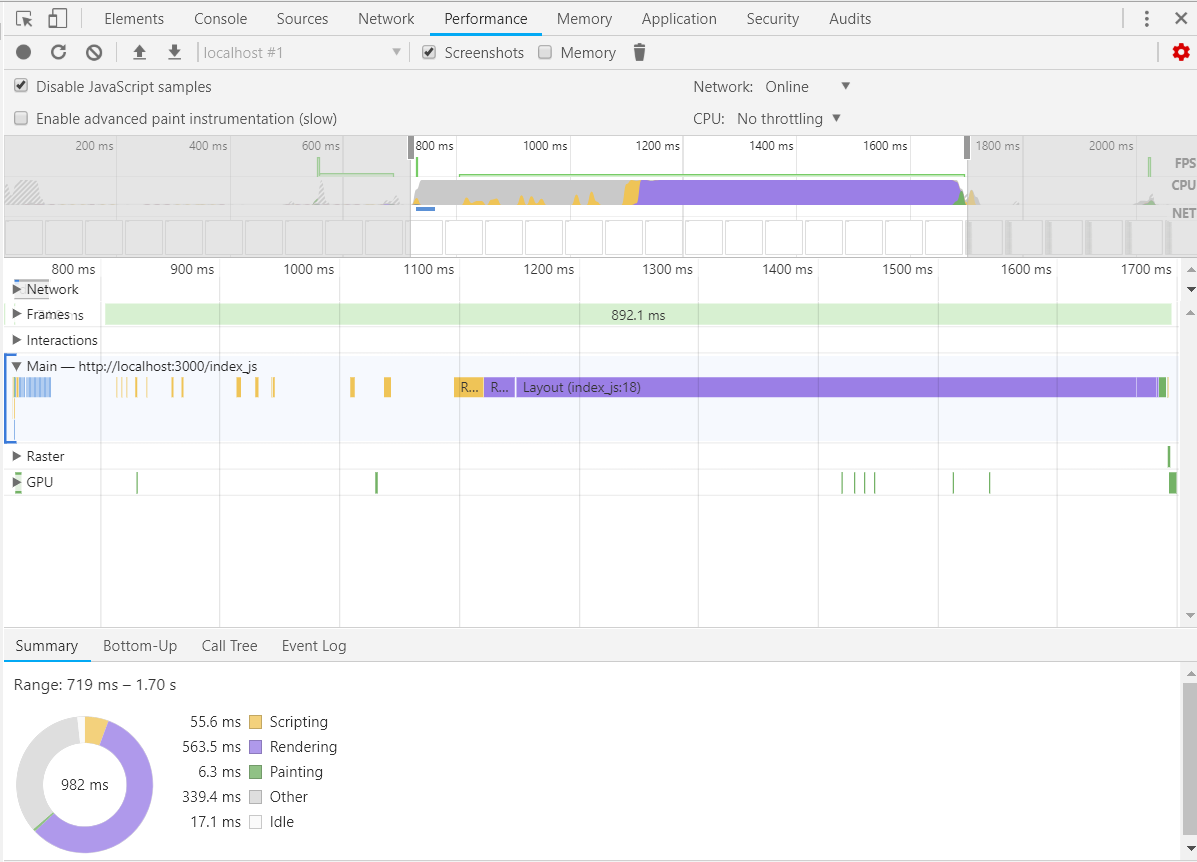 Elements Console Sources Network Performance Memory Application Security Audits
localhost #1 Screenshots Memory
Disable JavaScript samples Network: Online
Enable advanced paint instrumentation (slow) CPU: No throttling
200 ms 400 ms 600 ms 800 ms 1000 ms 1200 ms 1400 ms 1600 ms 1800 ms 2000 ms
FPS
CPU
NET
800 ms 900 ms 1000 ms 1100 ms 1200 ms 1300 ms 1400 ms 1500 ms 1600 ms 1700 ms
Network
Frames ns 892.1 ms
Interactions
Main — http://localhost:3000/index_js
R... R... Layout (index_js:18)
Raster
GPU
Summary Bottom-Up Call Tree Event Log
Range: 719 ms – 1.70 s
982 ms
55.6 ms Scripting
563.5 ms Rendering
6.3 ms Painting
339.4 ms Other
17.1 ms Idle